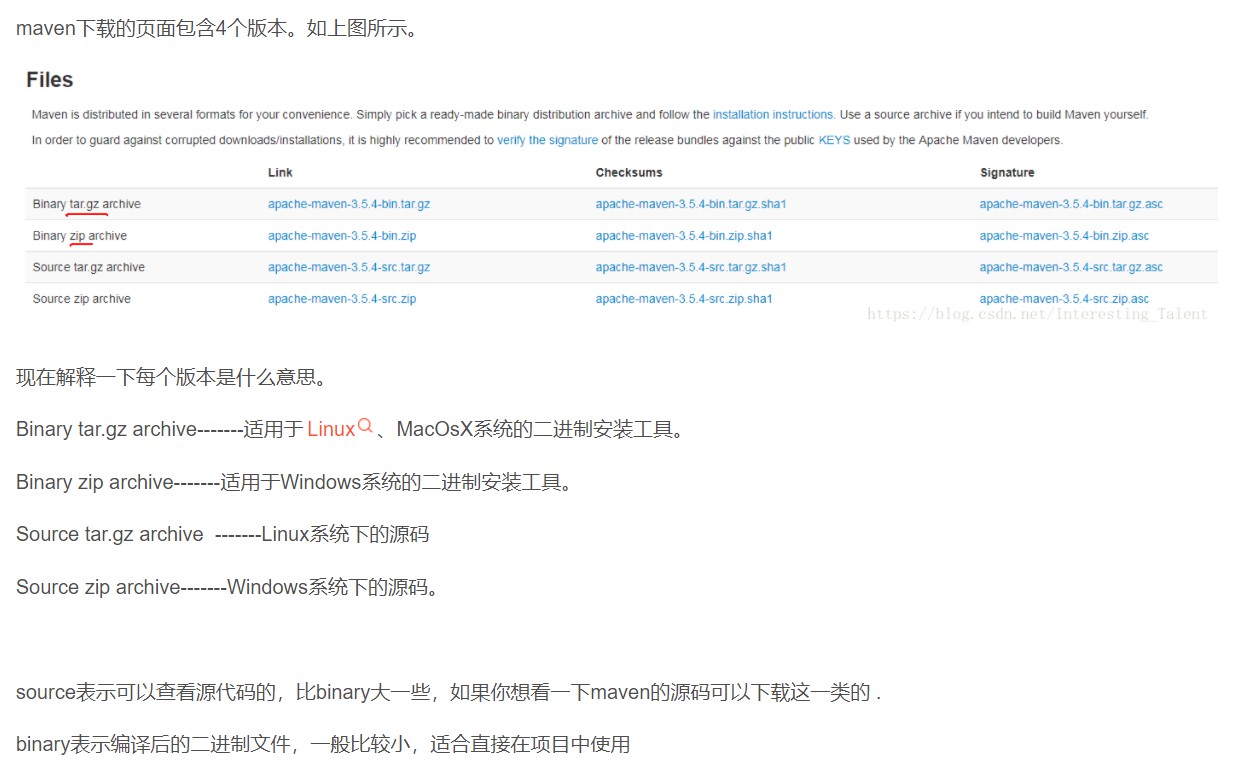 maven下载的页面包含4个版本。如上图所示。
Files
Maven is distributed in several formats for your convenience. Simply pick a ready-made binary distribution archive and follow the installation instructions. Use a source archive if you intend to build Maven yourself.
In order to guard against corrupted downloads/installations, it is highly recommended to verify the signature of the release bundles against the public KEYS used by the Apache Maven developers.
Link Checksums Signature
Binary tar.gz archive apache-maven-3.5.4-bin.tar.gz apache-maven-3.5.4-bin.tar.gz.sha1 apache-maven-3.5.4-bin.tar.gz.asc
Binary zip archive apache-maven-3.5.4-bin.zip apache-maven-3.5.4-bin.zip.sha1 apache-maven-3.5.4-bin.zip.asc
Source tar.gz archive apache-maven-3.5.4-src.tar.gz apache-maven-3.5.4-src.tar.gz.sha1 apache-maven-3.5.4-src.tar.gz.asc
Source zip archive apache-maven-3.5.4-src.zip apache-maven-3.5.4-src.zip.sha1 apache-maven-3.5.4-src.zip.asc
https://blog.csdn.net/Interesting_Talent
现在解释一下每个版本是什么意思。
Binary tar.gz archive-------适用于 Linux、MacOsX系统的二进制安装工具。
Binary zip archive-------适用于Windows系统的二进制安装工具。
Source tar.gz archive -------Linux系统下的源码
Source zip archive-------Windows系统下的源码。
source表示可以查看源代码的，比binary大一些，如果你想看一下maven的源码可以下载这一类的 .
binary表示编译后的二进制文件，一般比较小，适合直接在项目中使用